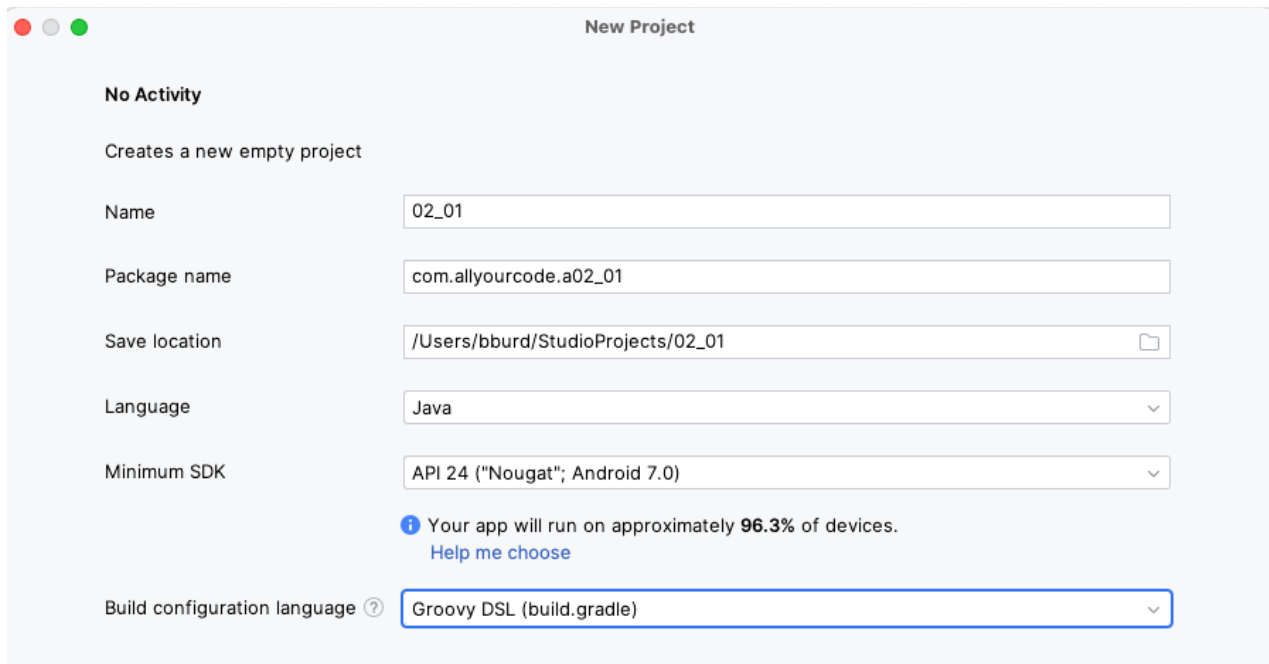 New Project
No Activity
Creates a new empty project
Name 02_01
Package name com.allyourcode.a02_01
Save location /Users/bburd/StudioProjects/02_01
Language Java
Minimum SDK API 24 ("Nougat"; Android 7.0)
Your app will run on approximately 96.3% of devices.
Help me choose
Build configuration language ? Groovy DSL (build.gradle)